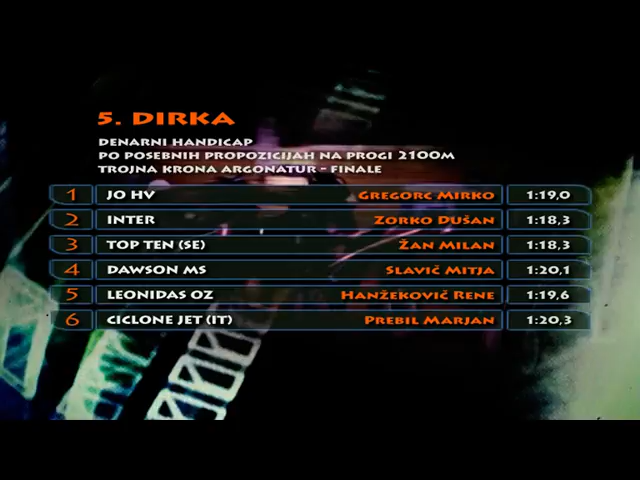 5. DIRKA
DENARNI HANDICAP
PO POSEBNIH PROPOZICIJAH NA PROGI 2100M
TROJNA KRONA ARGONATUR - FINALE
1 JO HV GREGORC MIRKO 1:19,0
2 INTER ZORKO DUŠAN 1:18,3
3 TOP TEN (SE) ŽAN MILAN 1:18,3
4 DAWSON MS SLAVIČ MITJA 1:20,1
5 LEONIDAS OZ HANŽEKOVIČ RENE 1:19,6
6 CICLONE JET (IT) PREBIL MARJAN 1:20,3